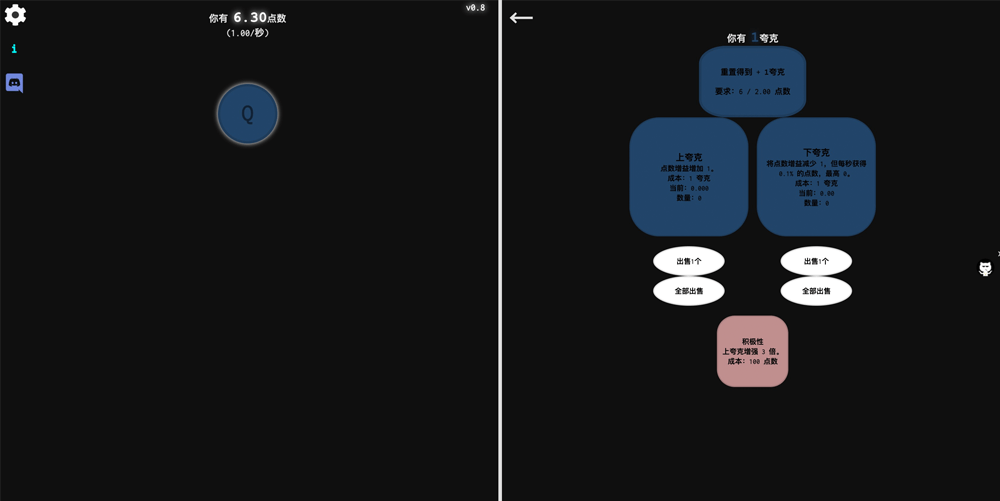 v0.8
你有 6.30点数
(1.00/秒)
i
Q
你有 1夸克
重置得到 + 1夸克
要求: 6 / 2.00 点数
上夸克
点数增益增加 1。
成本: 1 夸克
当前: 0.000
数量: 0
下夸克
将点数增益减少 1, 但每秒获得
0.1% 的点数, 最高 0。
成本: 1 夸克
当前: 0.00
数量: 0
出售1个
出售1个
全部出售
全部出售
积极性
上夸克增强 3 倍。
成本: 100 点数